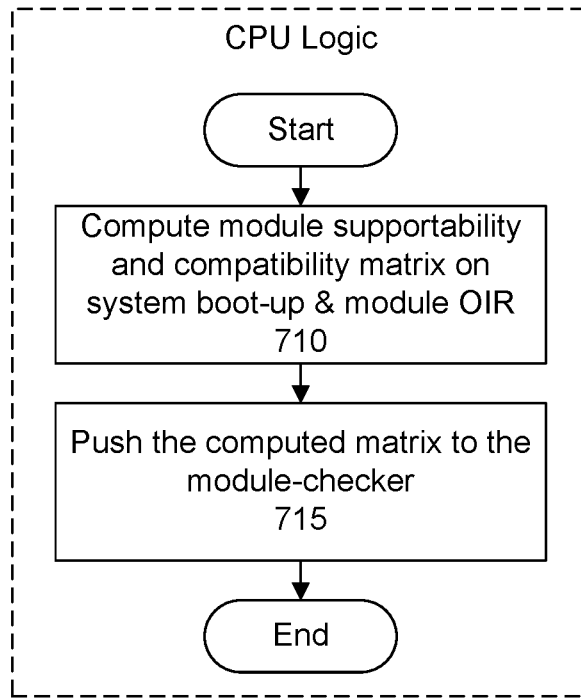 CPU Logic
Start
Compute module supportability
and compatibility matrix on
system boot-up & module OIR
710
Push the computed matrix to the
module-checker
715
End